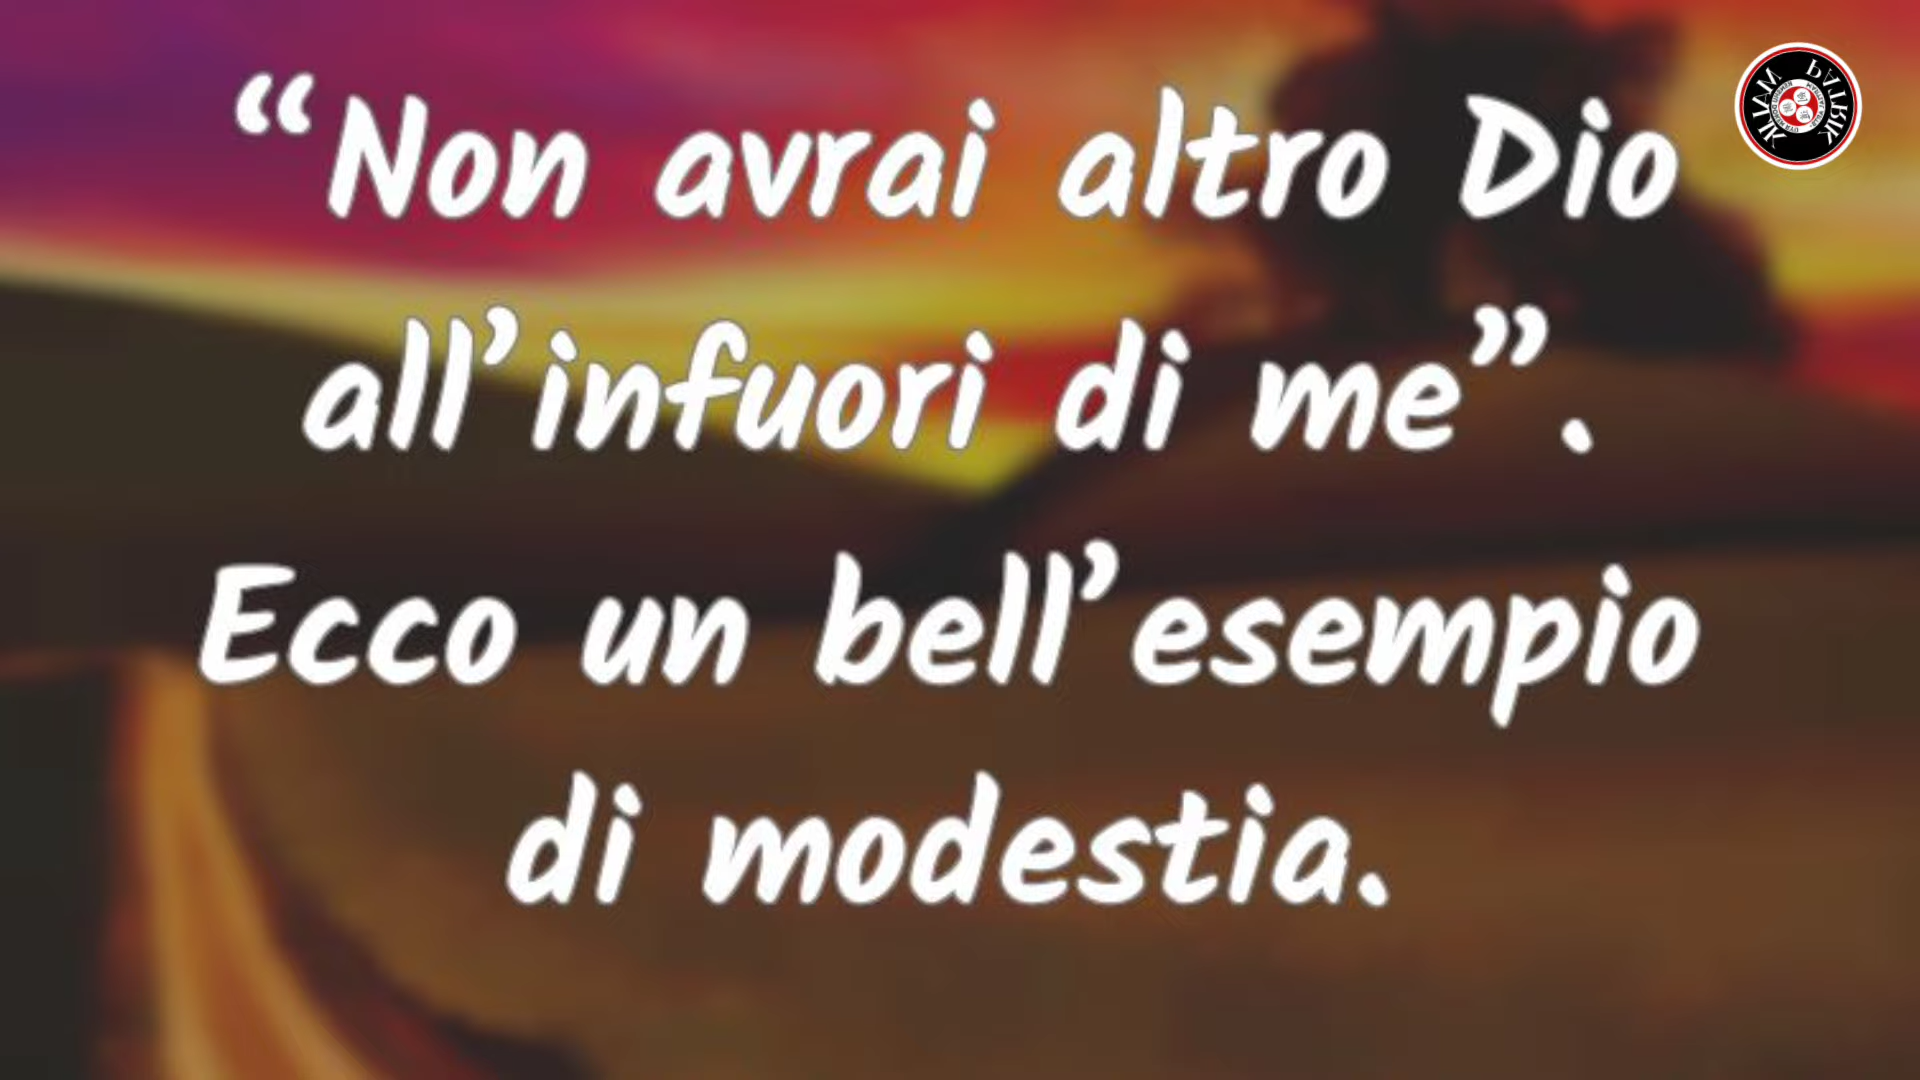 “Non avrai altro Dio
all’infuori di me”.
Ecco un bell’esempio
di modestia.